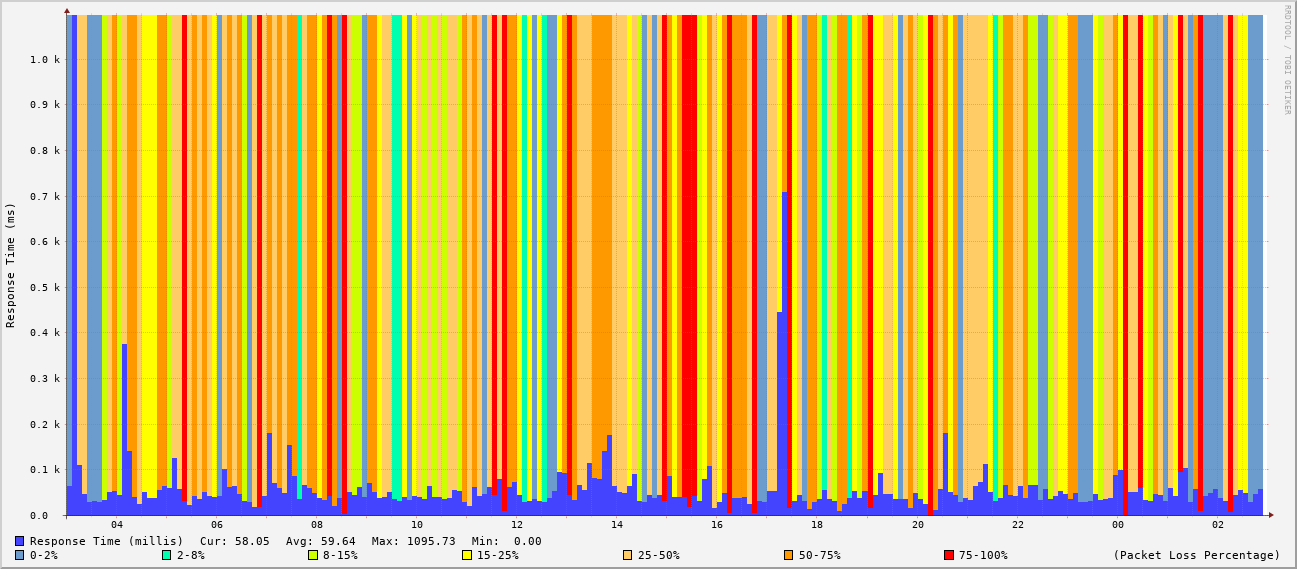 RRDTOOL / TOBI OETIKER
Response Time (ms)
1.0 k
0.9 k
0.8 k
0.7 k
0.6 k
0.5 k
0.4 k
0.3 k
0.2 k
0.1 k
0.0
04 06 08 10 12 14 16 18 20 22 00 02
Response Time (millis) Cur: 58.05 Avg: 59.64 Max: 1095.73 Min: 0.00
0-2% 2-8% 8-15% 15-25% 25-50% 50-75% 75-100% (Packet Loss Percentage)